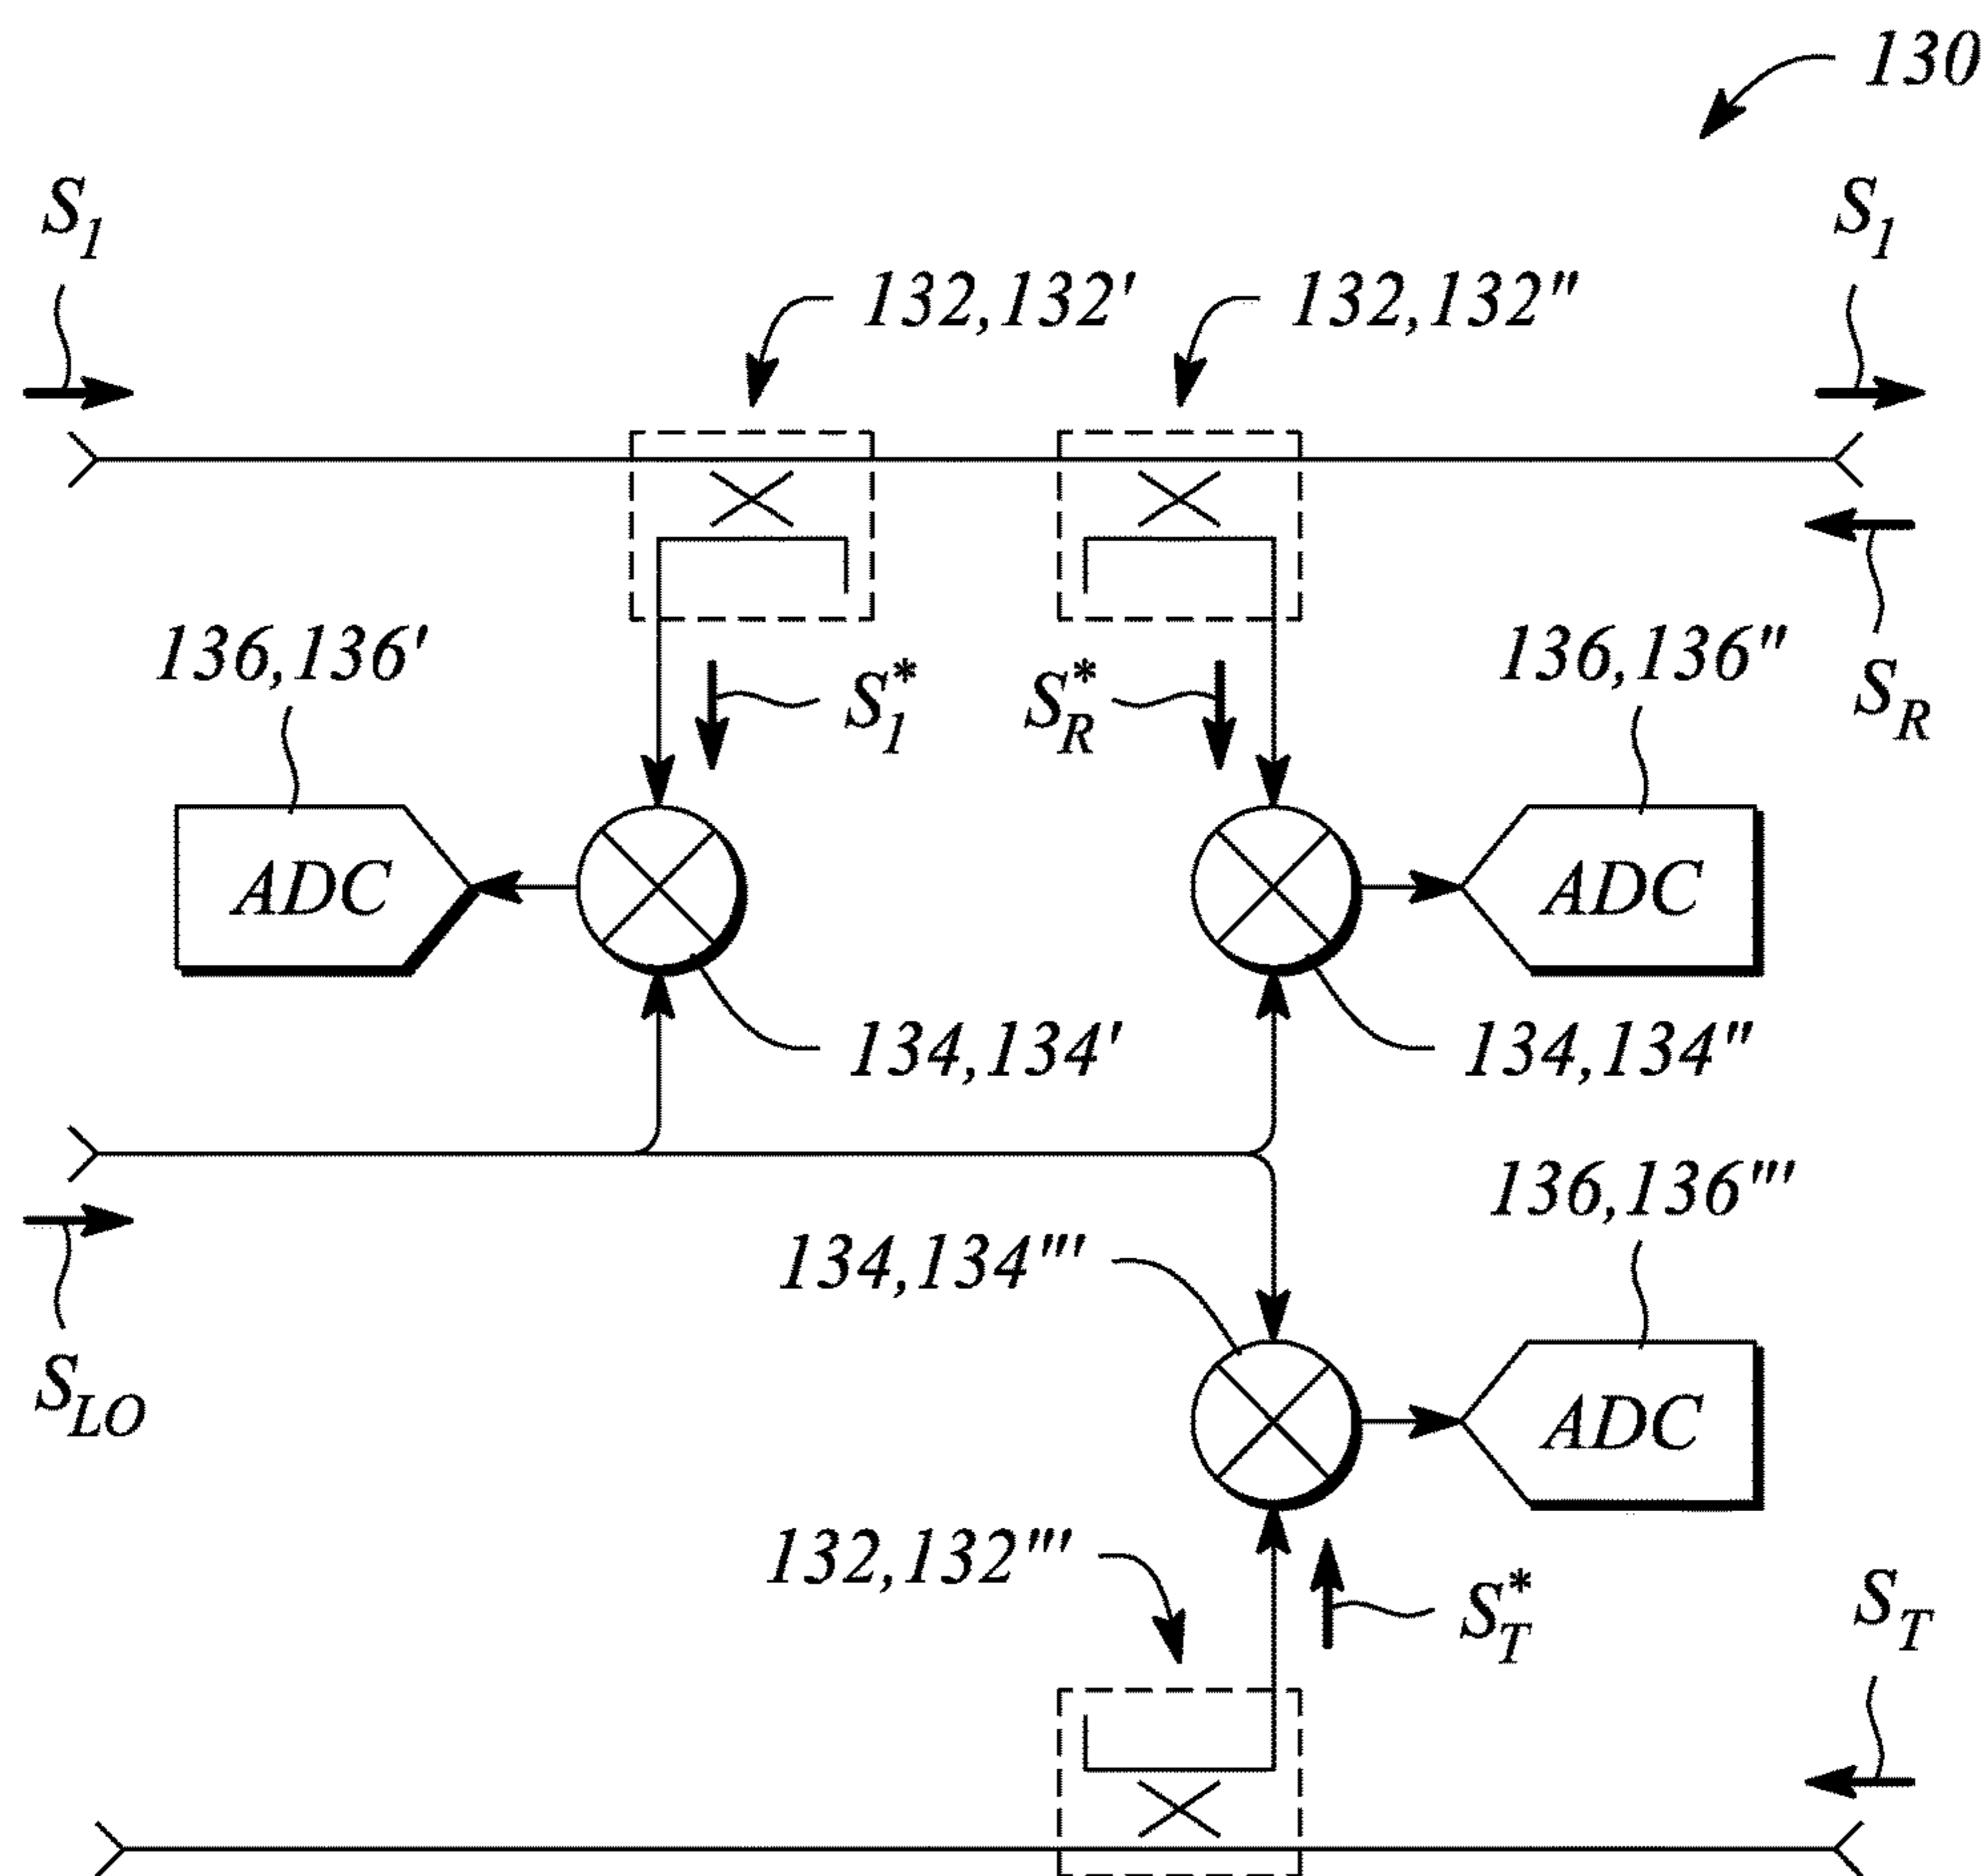 130
S1
S1
132,132'
132,132"
136,136'
S1*
SR*
136,136"
SR
ADC
ADC
134,134'
134,134"
136,136'''
134,134'''
SLO
ADC
132,132'''
ST*
ST